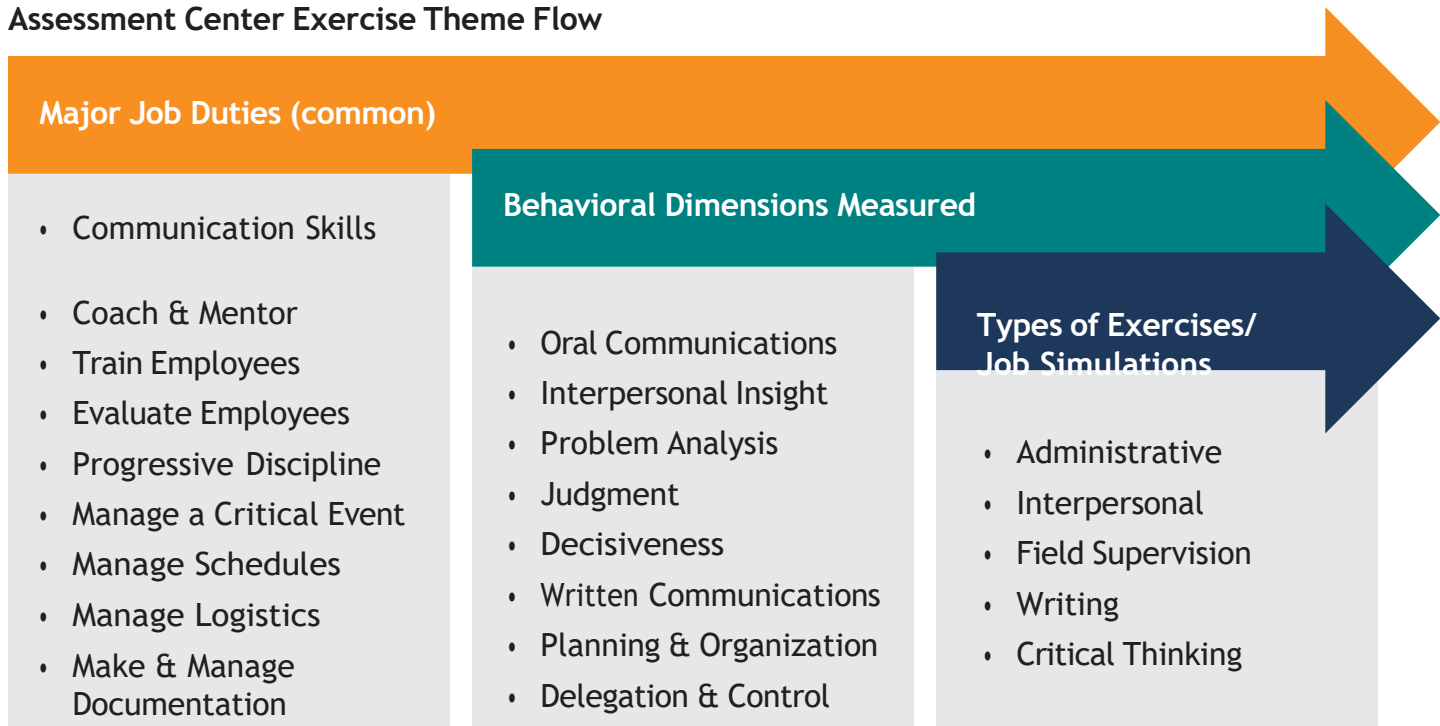 Assessment Center Exercise Theme Flow
Major Job Duties (common)
• Communication Skills
• Coach & Mentor
• Train Employees
• Evaluate Employees
• Progressive Discipline
• Manage a Critical Event
• Manage Schedules
• Manage Logistics
• Make & Manage
Documentation
Behavioral Dimensions Measured
• Oral Communications
• Interpersonal Insight
• Problem Analysis
• Judgment
• Decisiveness
• Written Communications
• Planning & Organization
• Delegation & Control
Types of Exercises/
Job Simulations
• Administrative
• Interpersonal
• Field Supervision
• Writing
• Critical Thinking